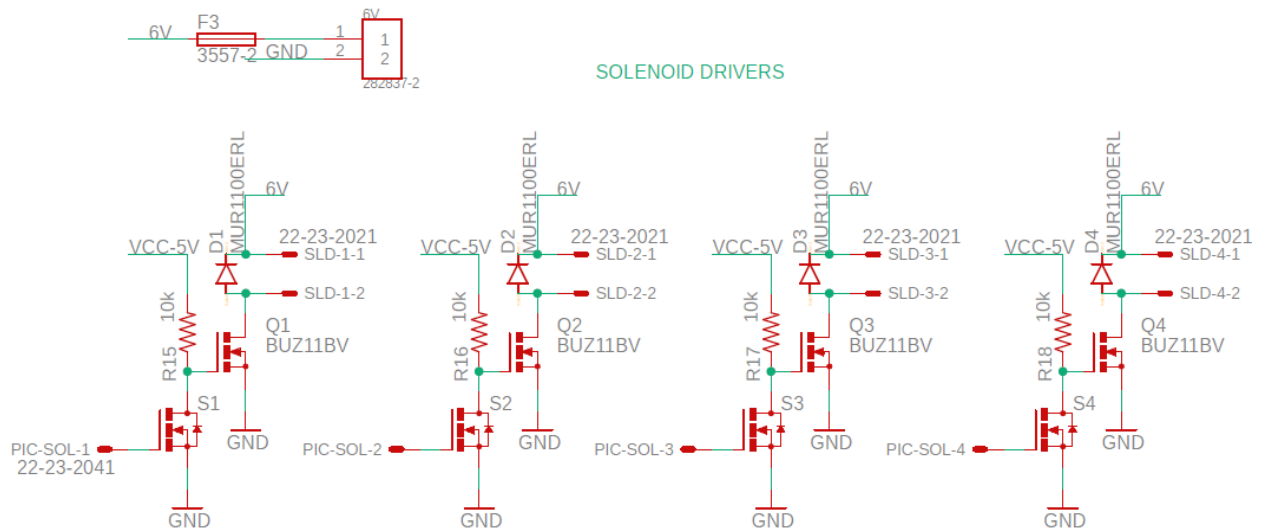 6V
F3
6V
1
1
3557-2
GND
2
2
282837-2
SOLENOID DRIVERS
MUR1100ERL
D1
6V
VCC-5V
22-23-2021
SLD-1-1
SLD-1-2
10k
R15
Q1
BUZ11BV
S1
GND
PIC-SOL-1
22-23-2041
GND
MUR1100ERL
D2
6V
VCC-5V
22-23-2021
SLD-2-1
SLD-2-2
10k
R16
Q2
BUZ11BV
S2
GND
PIC-SOL-2
GND
MUR1100ERL
D3
6V
VCC-5V
22-23-2021
SLD-3-1
SLD-3-2
10k
R17
Q3
BUZ11BV
S3
GND
PIC-SOL-3
GND
MUR1100ERL
D4
6V
VCC-5V
22-23-2021
SLD-4-1
SLD-4-2
10k
R18
Q4
BUZ11BV
S4
GND
PIC-SOL-4
GND